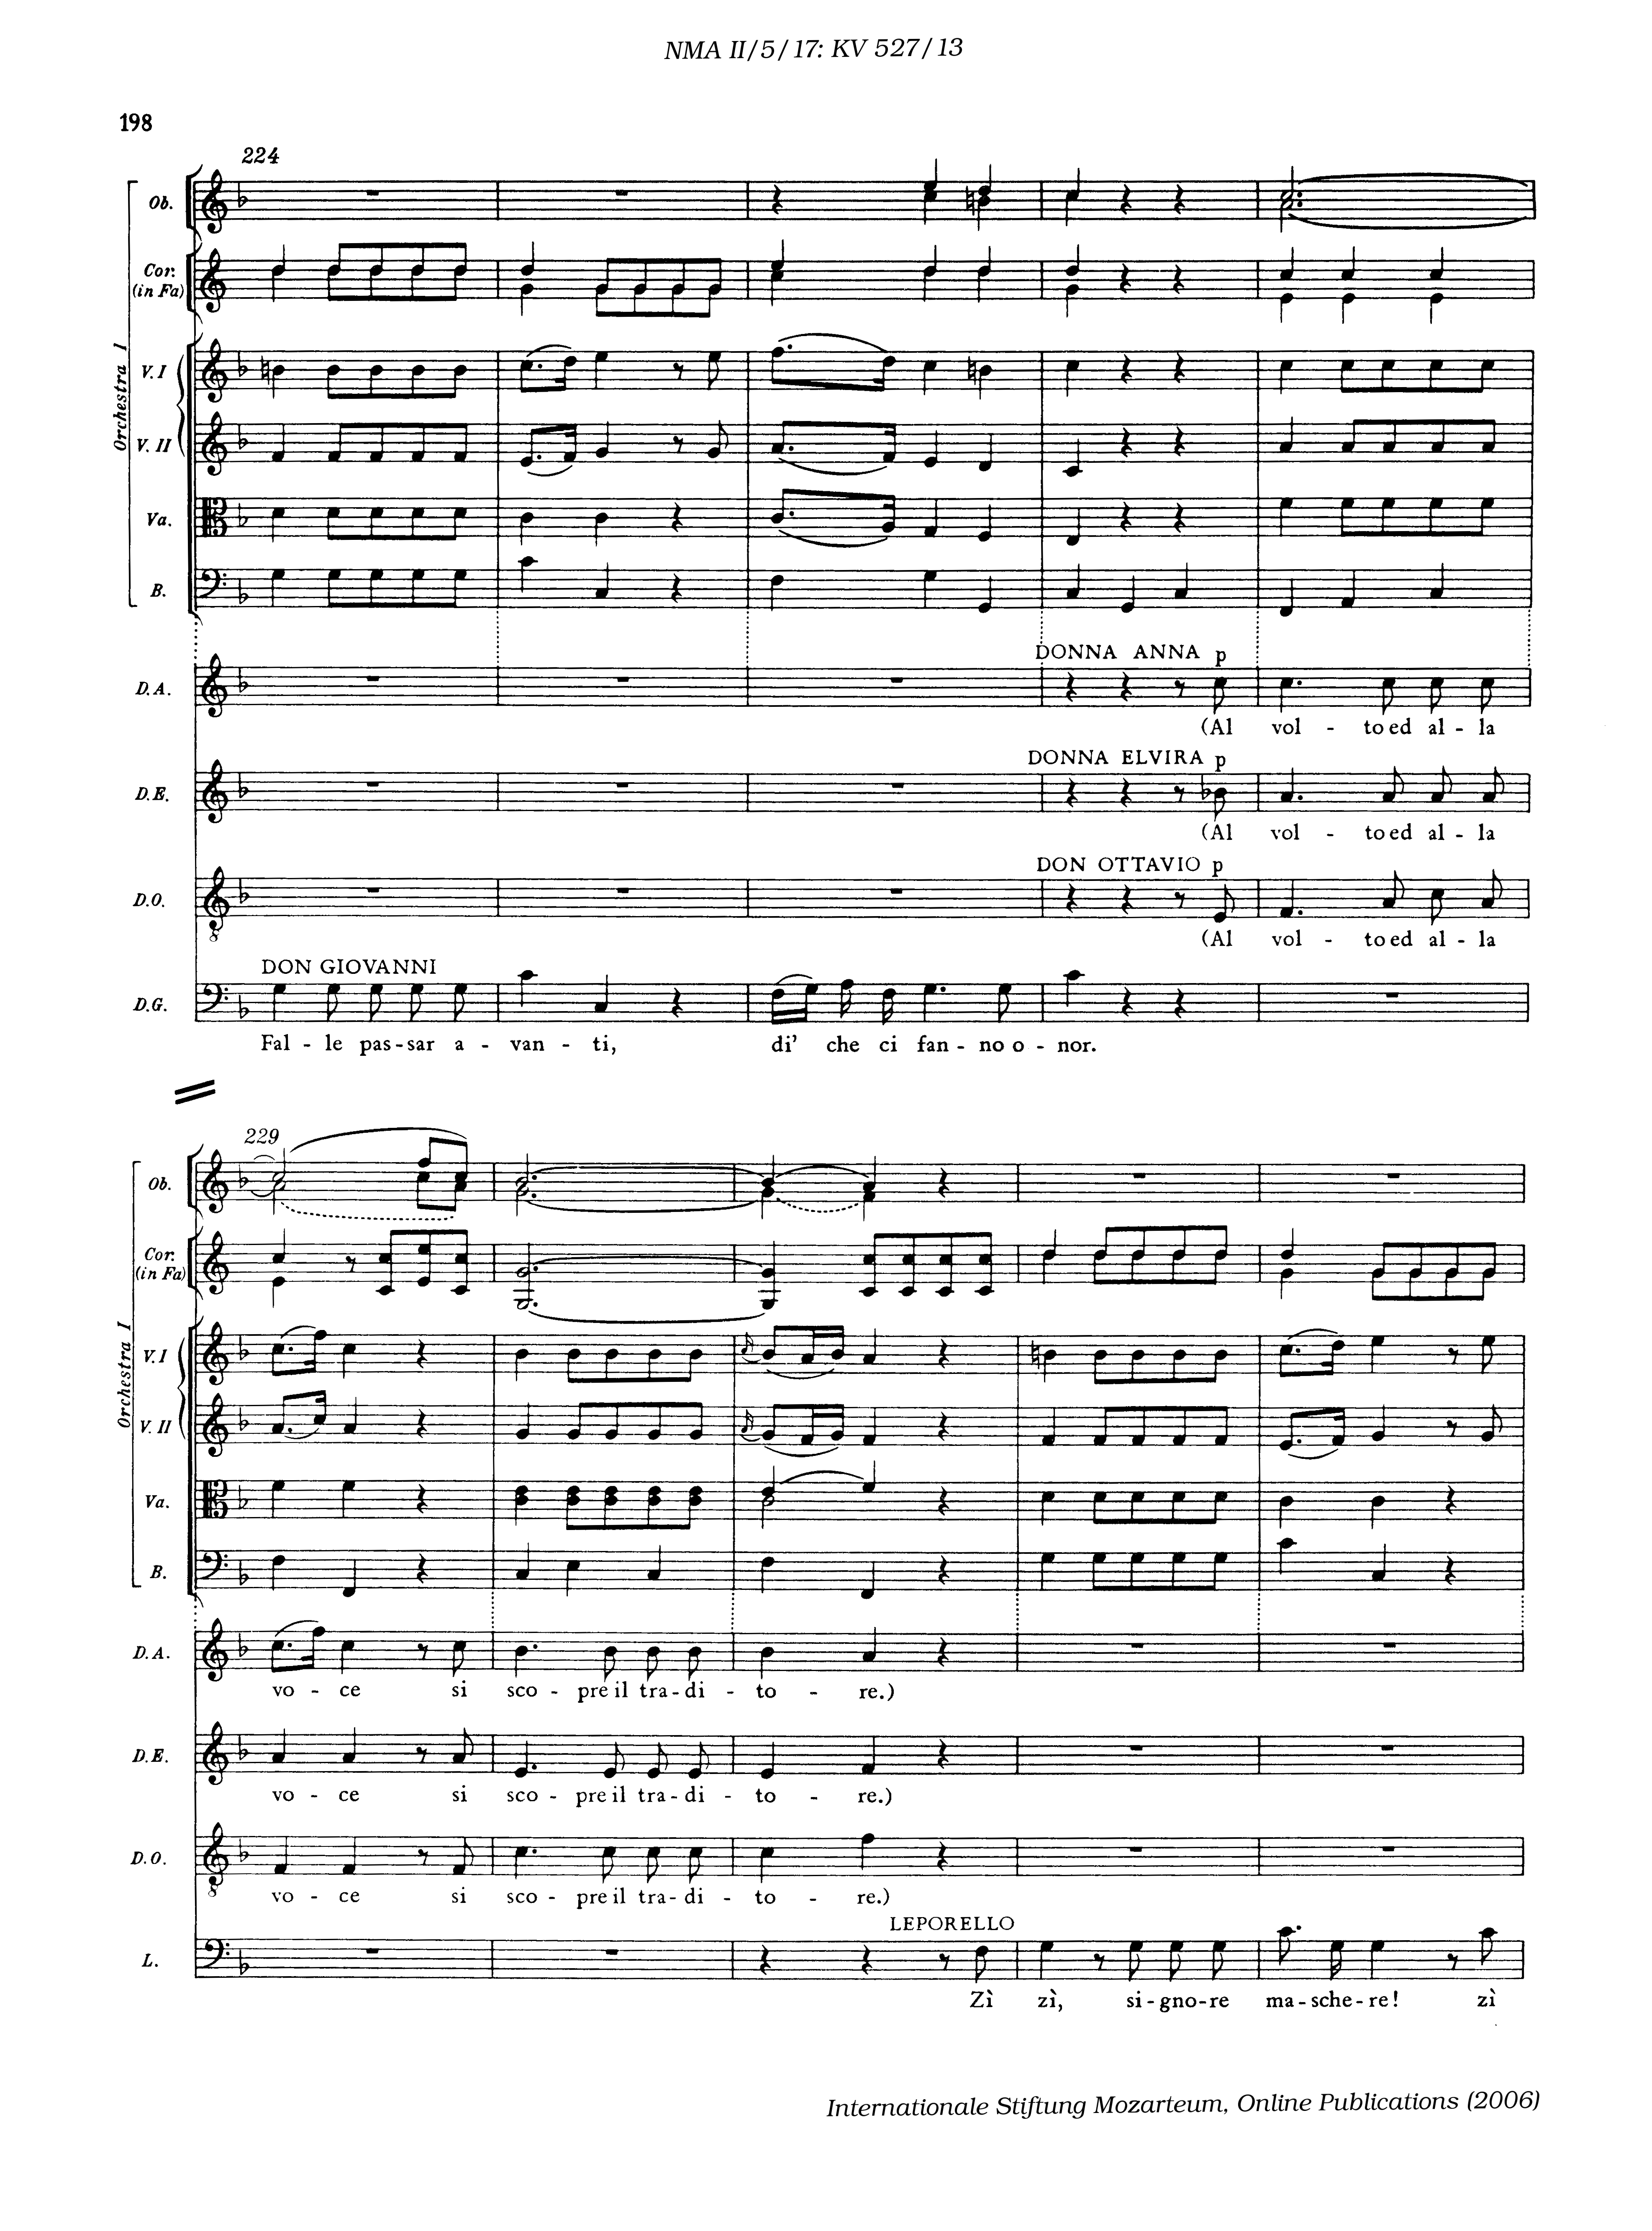 NMA II/5/17: KV 527/13
198
224
Orchestra I
Ob.
Cor.
(in Fa)
V. I
V. II
Va.
B.
DONNA ANNA p
D.A.
(Al vol - to ed al - la
DONNA ELVIRA p
D.E.
(Al vol - to ed al - la
DON OTTAVIO p
D.O.
(Al vol - to ed al - la
DON GIOVANNI
D.G.
Fal - le pas - sar a - van - ti, di' che ci fan - no o - nor.
229
Orchestra I
Ob.
Cor.
(in Fa)
V. I
V. II
Va.
B.
D.A.
vo - ce si sco - pre il tra - di - to - re.)
D.E.
vo - ce si sco - pre il tra - di - to - re.)
D.O.
vo - ce si sco - pre il tra - di - to - re.)
LEPORELLO
L.
Zì zì, si - gno - re ma - sche - re! zì
Internationale Stiftung Mozarteum, Online Publications (2006)